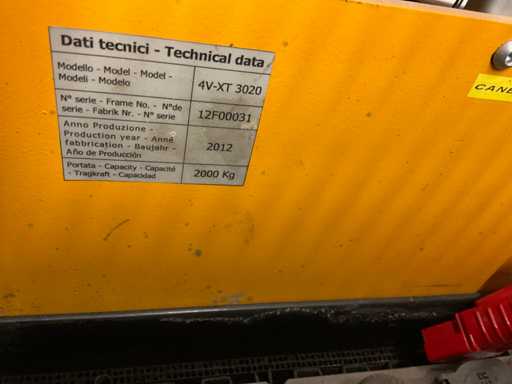 Dati tecnici - Technical data
Modello - Model - Model -
Modeli - Modelo
4V-XT 3020
N° serie - Frame No. - N°de
serie - Fabrik Nr. - N° serie
12F00031
Anno Produzione -
Production year - Anné
fabbrication - Baujahr -
Año de Producción
2012
Portata - Capacity - Capacité
- Tragkraft - Capacidad
2000 Kg
CANB